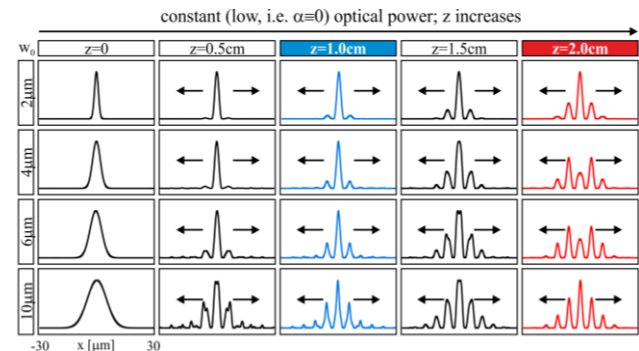 constant (low, i.e. α≡0) optical power; z increases
w₀ z=0 z=0.5cm z=1.0cm z=1.5cm z=2.0cm
2μm
4μm
6μm
10μm
-30 x [μm] 30